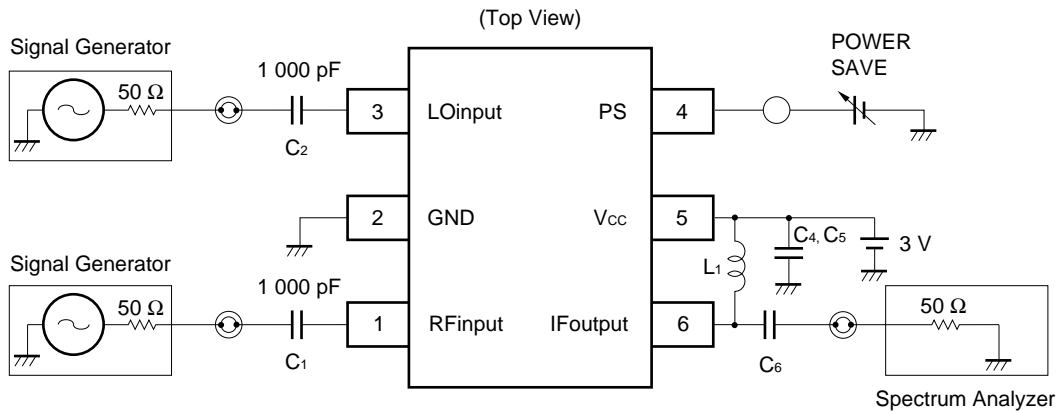 (Top View)
Signal Generator
50 Ω
1 000 pF
C2
3
LOinput
PS
4
POWER
SAVE
2
GND
VCC
5
C4, C5
3 V
L1
Signal Generator
50 Ω
1 000 pF
C1
1
RFinput
IFoutput
6
C6
50 Ω
Spectrum Analyzer